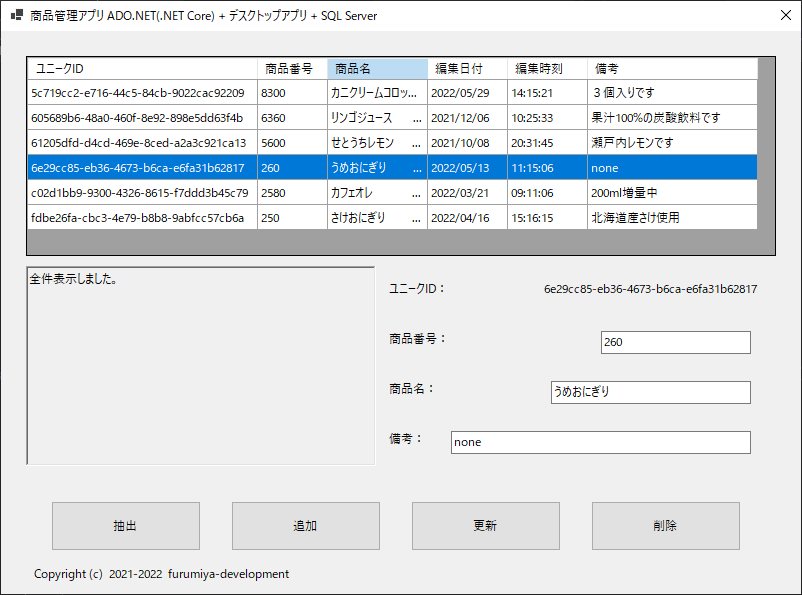 商品管理アプリ ADO.NET(.NET Core) + デスクトップアプリ + SQL Server
ユニークID 商品番号 商品名 編集日付 編集時刻 備考
5c719cc2-e716-44c5-84cb-9022cac92209 8300 カニクリームコロッ... 2022/05/29 14:15:21 3個入りです
605689b6-48a0-460f-8e92-898e5dd63f4b 6360 リンゴジュース ... 2021/12/06 10:25:33 果汁100%の炭酸飲料です
61205dfd-d4cd-469e-8ced-a2a3c921ca13 5600 せとうちレモン ... 2021/10/08 20:31:45 瀬戸内レモンです
6e29cc85-eb36-4673-b6ca-e6fa31b62817 260 うめおにぎり ... 2022/05/13 11:15:06 none
c02d1bb9-9300-4326-8615-f7ddd3b45c79 2580 カフェオレ ... 2022/03/21 09:11:06 200ml増量中
fdbe26fa-cbc3-4e79-b8b8-9abfcc57cb6a 250 さけおにぎり ... 2022/04/16 15:16:15 北海道産さけ使用
全件表示しました。
ユニークID： 6e29cc85-eb36-4673-b6ca-e6fa31b62817
商品番号： 260
商品名： うめおにぎり
備考： none
抽出 追加 更新 削除
Copyright (c) 2021-2022 furumiya-development